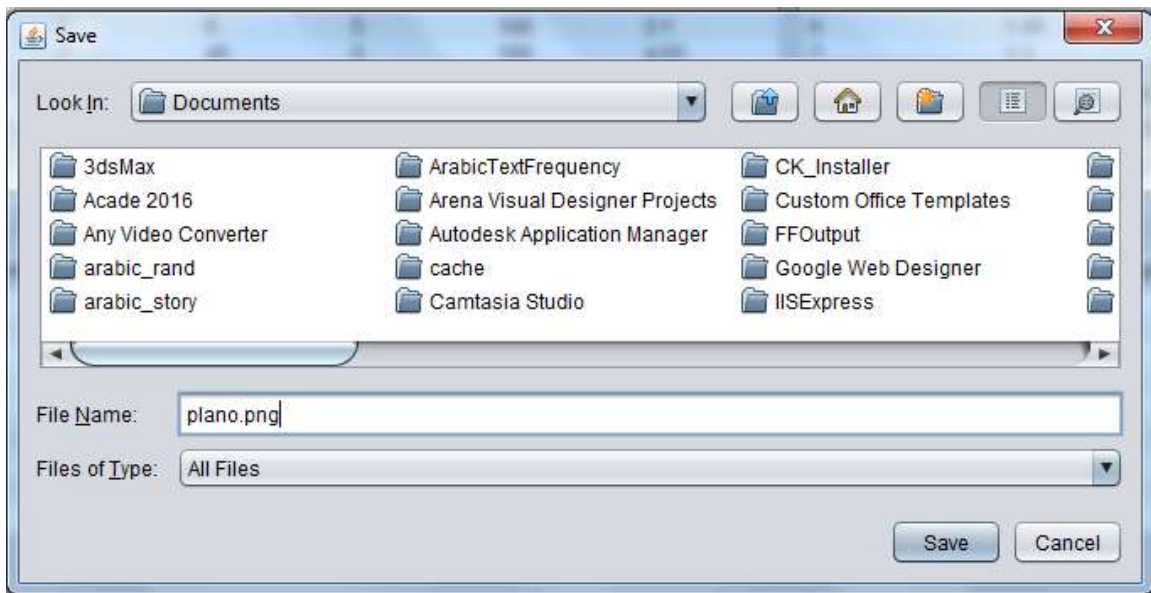 Save
Look In: Documents
3dsMax ArabicTextFrequency CK_Installer
Acade 2016 Arena Visual Designer Projects Custom Office Templates
Any Video Converter Autodesk Application Manager FFOutput
arabic_rand cache Google Web Designer
arabic_story Camtasia Studio IISExpress
File Name: plano.png
Files of Type: All Files
Save Cancel